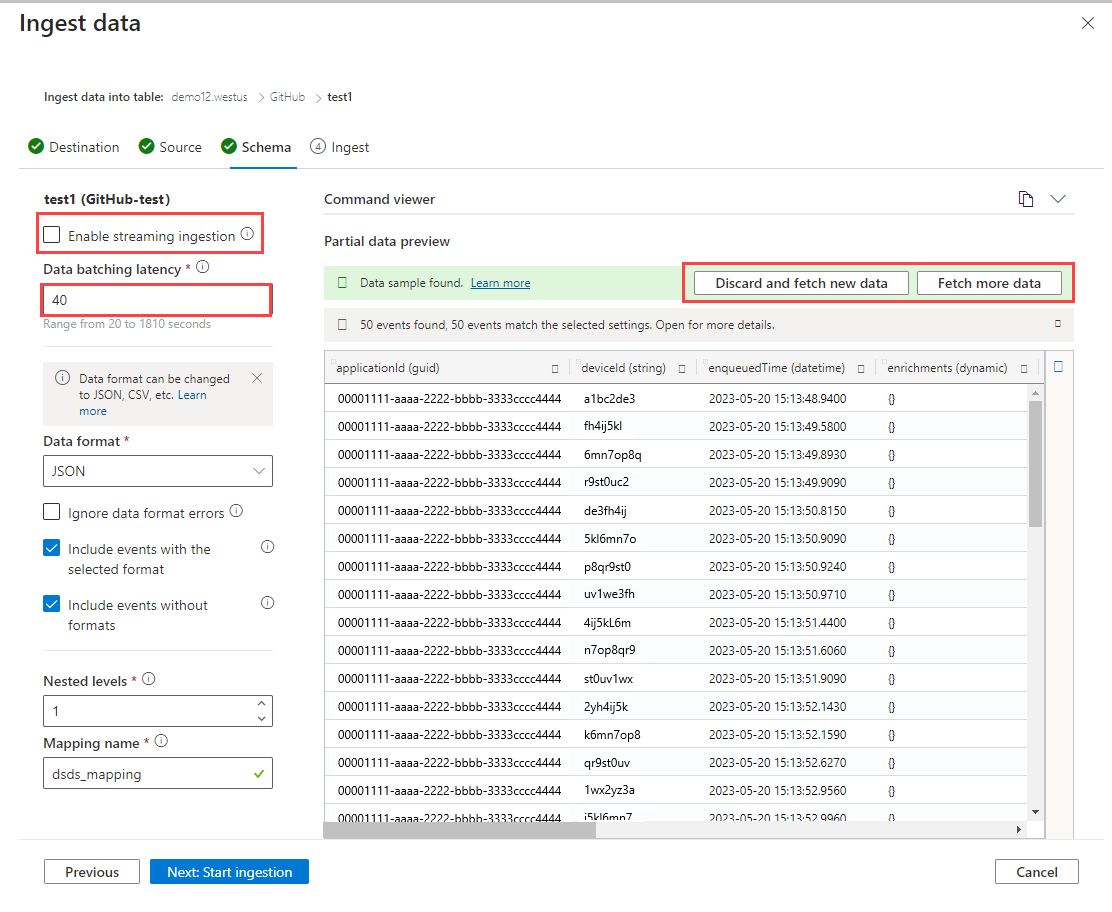 Ingest data
Ingest data into table: demo12.westus > GitHub > test1
Destination Source Schema 4 Ingest
test1 (GitHub-test)
Enable streaming ingestion
Data batching latency *
40
Range from 20 to 1810 seconds
Data format can be changed
to JSON, CSV, etc. Learn
more
Data format *
JSON
Ignore data format errors
Include events with the
selected format
Include events without
formats
Nested levels *
1
Mapping name *
dsds_mapping
Command viewer
Partial data preview
Data sample found. Learn more Discard and fetch new data Fetch more data
50 events found, 50 events match the selected settings. Open for more details.
applicationId (guid) deviceId (string) enqueuedTime (datetime) enrichments (dynamic)
00001111-aaaa-2222-bbbb-3333cccc4444 a1bc2de3 2023-05-20 15:13:48.9400 {}
00001111-aaaa-2222-bbbb-3333cccc4444 fh4ij5kl 2023-05-20 15:13:49.5800 {}
00001111-aaaa-2222-bbbb-3333cccc4444 6mn7op8q 2023-05-20 15:13:49.8930 {}
00001111-aaaa-2222-bbbb-3333cccc4444 r9st0uc2 2023-05-20 15:13:49.9090 {}
00001111-aaaa-2222-bbbb-3333cccc4444 de3fh4ij 2023-05-20 15:13:50.8150 {}
00001111-aaaa-2222-bbbb-3333cccc4444 5kl6mn7o 2023-05-20 15:13:50.9090 {}
00001111-aaaa-2222-bbbb-3333cccc4444 p8qr9st0 2023-05-20 15:13:50.9240 {}
00001111-aaaa-2222-bbbb-3333cccc4444 uv1we3fh 2023-05-20 15:13:50.9710 {}
00001111-aaaa-2222-bbbb-3333cccc4444 4ij5kL6m 2023-05-20 15:13:51.4400 {}
00001111-aaaa-2222-bbbb-3333cccc4444 n7op8qr9 2023-05-20 15:13:51.6060 {}
00001111-aaaa-2222-bbbb-3333cccc4444 st0uv1wx 2023-05-20 15:13:51.9090 {}
00001111-aaaa-2222-bbbb-3333cccc4444 2yh4ij5k 2023-05-20 15:13:52.1430 {}
00001111-aaaa-2222-bbbb-3333cccc4444 k6mn7op8 2023-05-20 15:13:52.1590 {}
00001111-aaaa-2222-bbbb-3333cccc4444 qr9st0uv 2023-05-20 15:13:52.6270 {}
00001111-aaaa-2222-bbbb-3333cccc4444 1wx2yz3a 2023-05-20 15:13:52.9560 {}
00001111-aaaa-2222-bbbb-3333cccc4444 i5kl6mn7 2023-05-20 15:13:52.9960 {}
Previous Next: Start ingestion Cancel